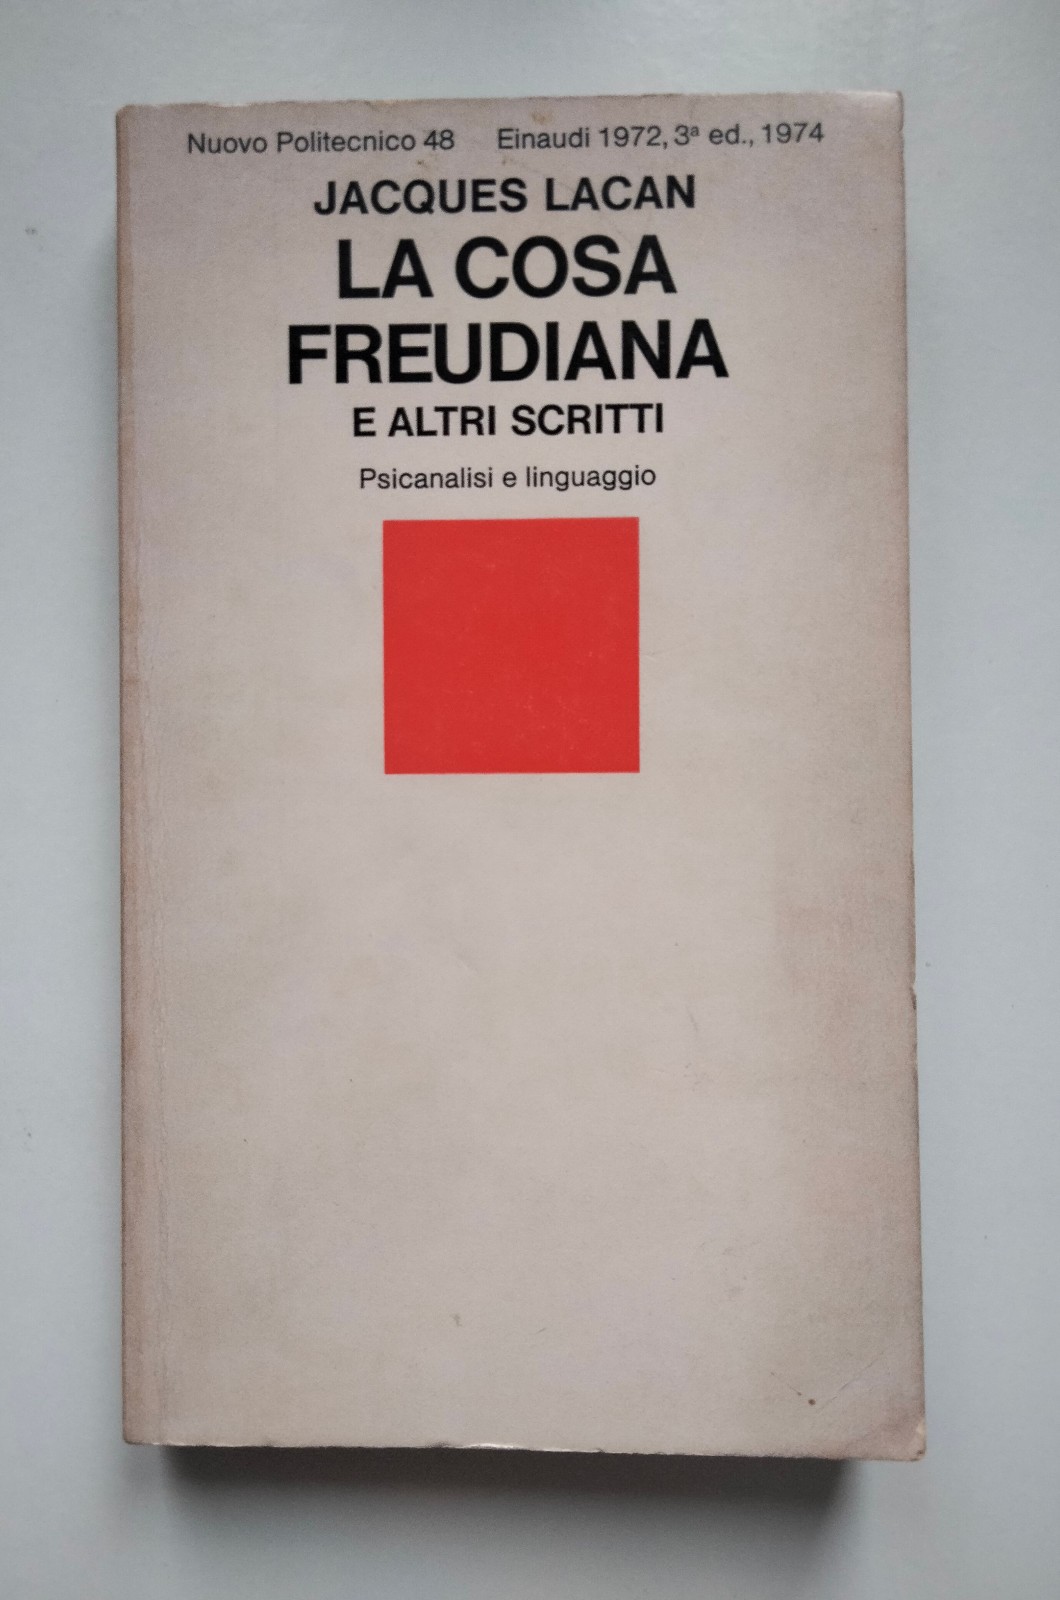 Nuovo Politecnico 48 Einaudi 1972, 3ª ed., 1974
JACQUES LACAN
LA COSA
FREUDIANA
E ALTRI SCRITTI
Psicanalisi e linguaggio